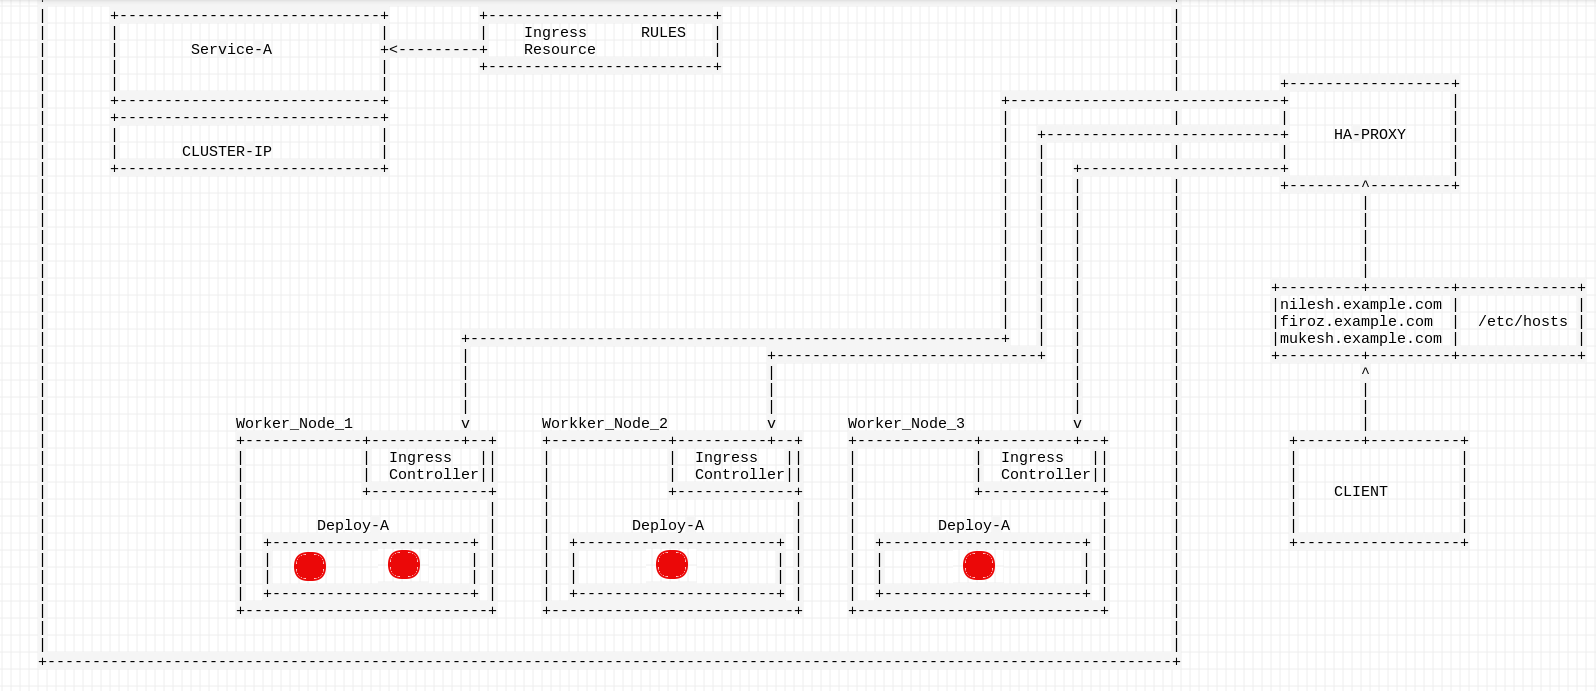 Ingress RULES
Service-A Resource
HA-PROXY
CLUSTER-IP
nilesh.example.com
firoz.example.com /etc/hosts
mukesh.example.com
Worker_Node_1 Workker_Node_2 Worker_Node_3
Ingress Ingress Ingress
Controller Controller Controller
CLIENT
Deploy-A Deploy-A Deploy-A